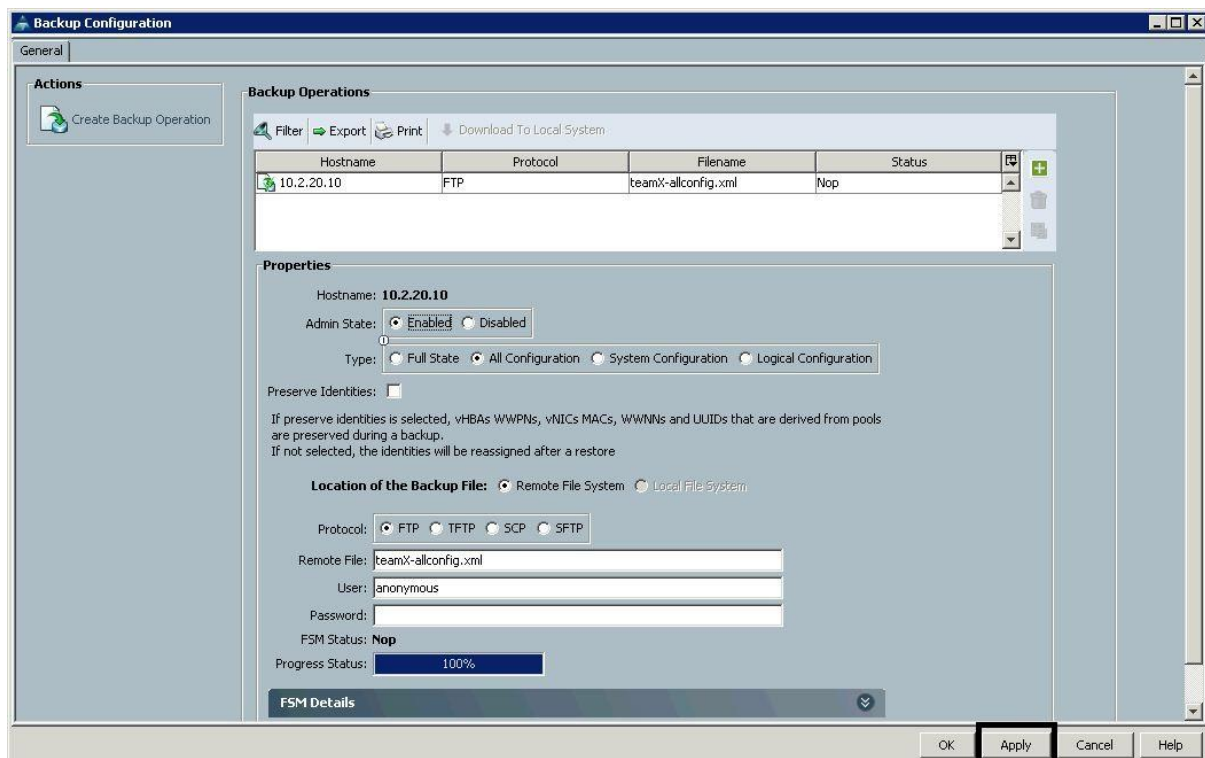 Backup Configuration
General
Actions
Create Backup Operation
Backup Operations
Filter Export Print Download To Local System
Hostname Protocol Filename Status
10.2.20.10 FTP teamX-allconfig.xml Nop
Properties
Hostname: 10.2.20.10
Admin State: Enabled Disabled
Type: Full State All Configuration System Configuration Logical Configuration
Preserve Identities:
If preserve identities is selected, vHBAs WWPNs, vNICs MACs, WWNNs and UUIDs that are derived from pools
are preserved during a backup.
If not selected, the identities will be reassigned after a restore
Location of the Backup File: Remote File System Local File System
Protocol: FTP TFTP SCP SFTP
Remote File: teamX-allconfig.xml
User: anonymous
Password:
FSM Status: Nop
Progress Status: 100%
FSM Details
OK Apply Cancel Help